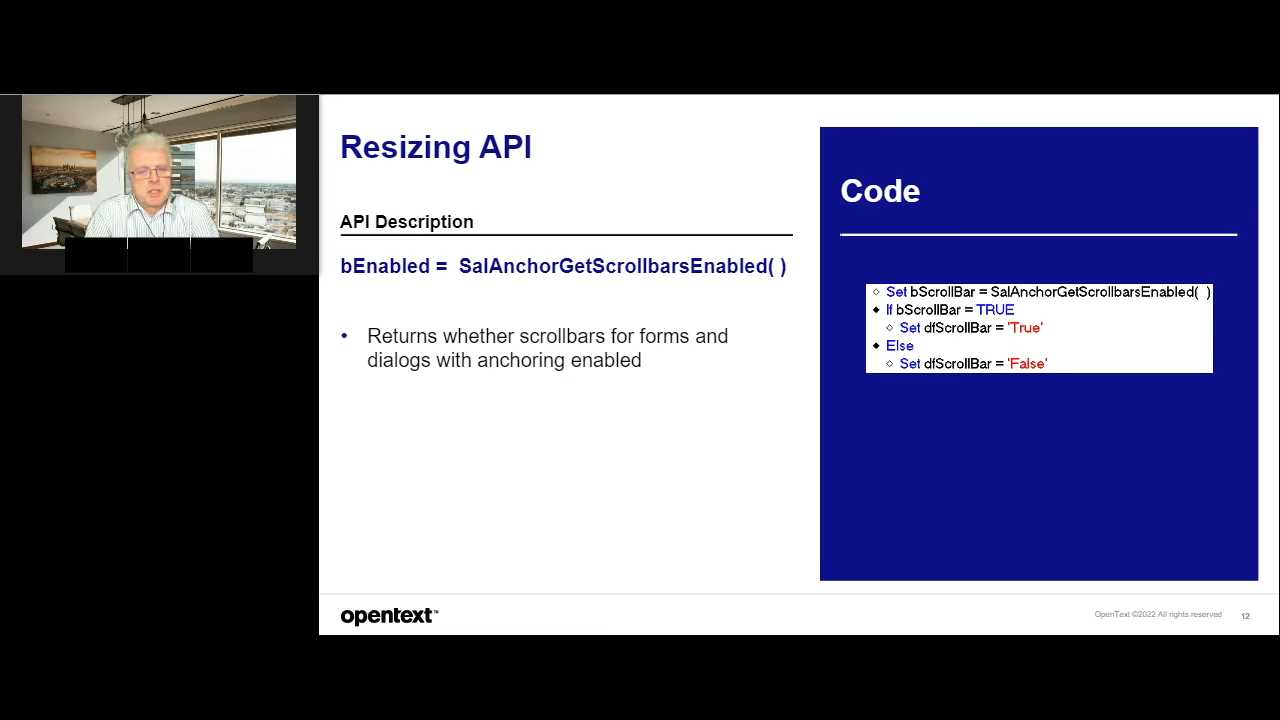 Resizing API
API Description
bEnabled = SalAnchorGetScrollbarsEnabled( )
• Returns whether scrollbars for forms and
dialogs with anchoring enabled
Code
Set bScrollBar = SalAnchorGetScrollbarsEnabled( )
If bScrollBar = TRUE
Set dfScrollBar = 'True'
Else
Set dfScrollBar = 'False'
opentext™
OpenText ©2022 All rights reserved
12